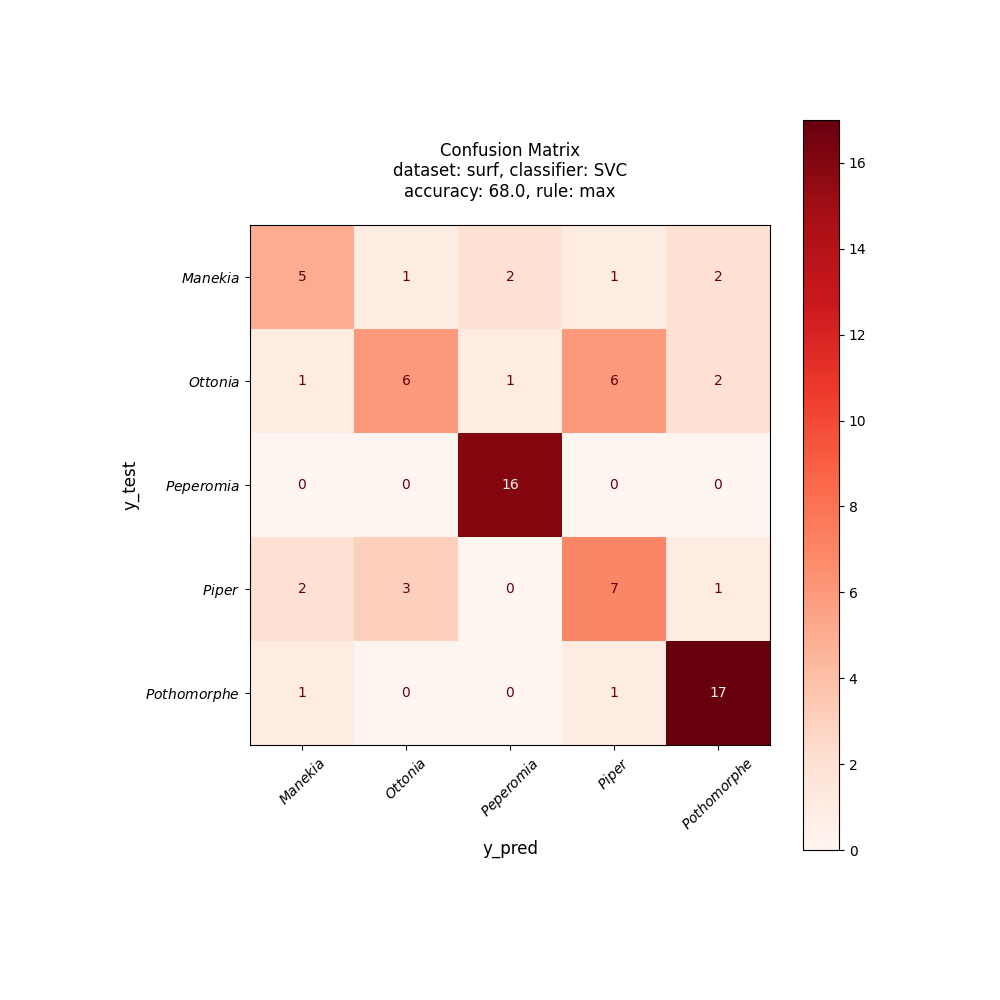 Confusion Matrix
dataset: surf, classifier: SVC
accuracy: 68.0, rule: max
y_test
Manekia 5 1 2 1 2
Ottonia 1 6 1 6 2
Peperomia 0 0 16 0 0
Piper 2 3 0 7 1
Pothomorphe 1 0 0 1 17
Manekia Ottonia Peperomia Piper Pothomorphe
y_pred
16
14
12
10
8
6
4
2
0